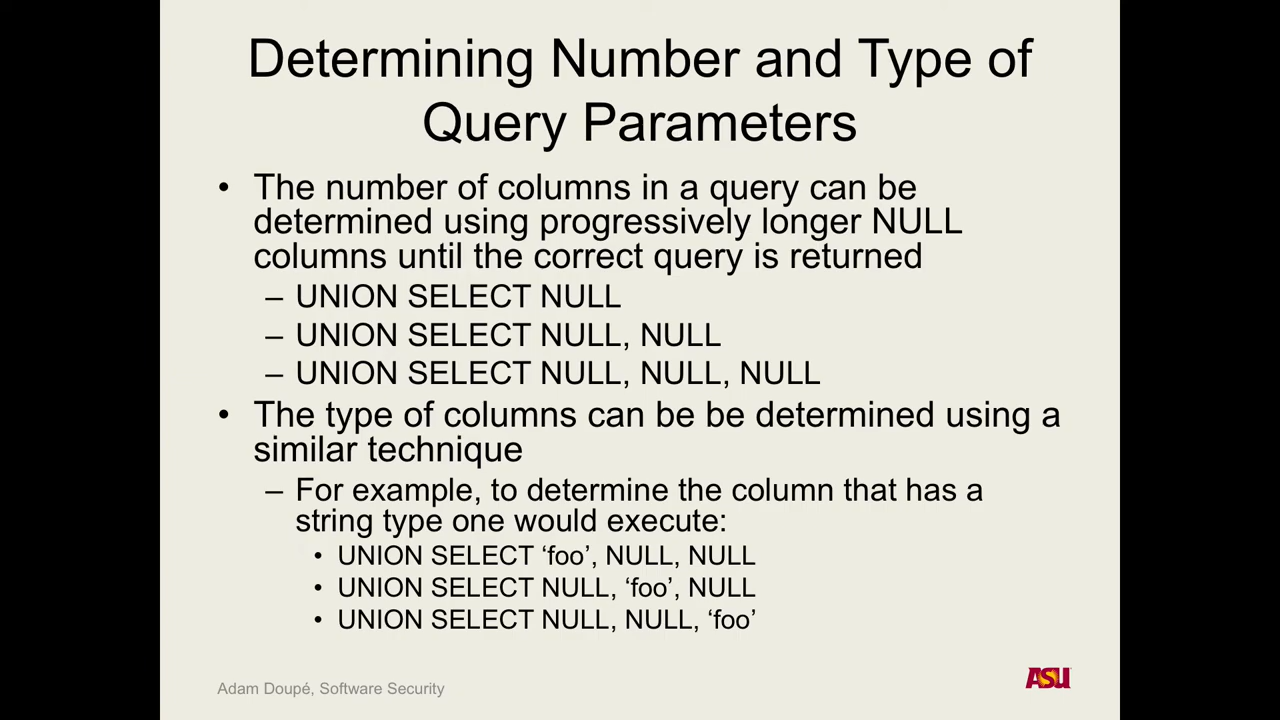 Determining Number and Type of
Query Parameters
• The number of columns in a query can be
determined using progressively longer NULL
columns until the correct query is returned
– UNION SELECT NULL
– UNION SELECT NULL, NULL
– UNION SELECT NULL, NULL, NULL
• The type of columns can be be determined using a
similar technique
– For example, to determine the column that has a
string type one would execute:
• UNION SELECT ‘foo’, NULL, NULL
• UNION SELECT NULL, ‘foo’, NULL
• UNION SELECT NULL, NULL, ‘foo’
Adam Doupé, Software Security
ASU